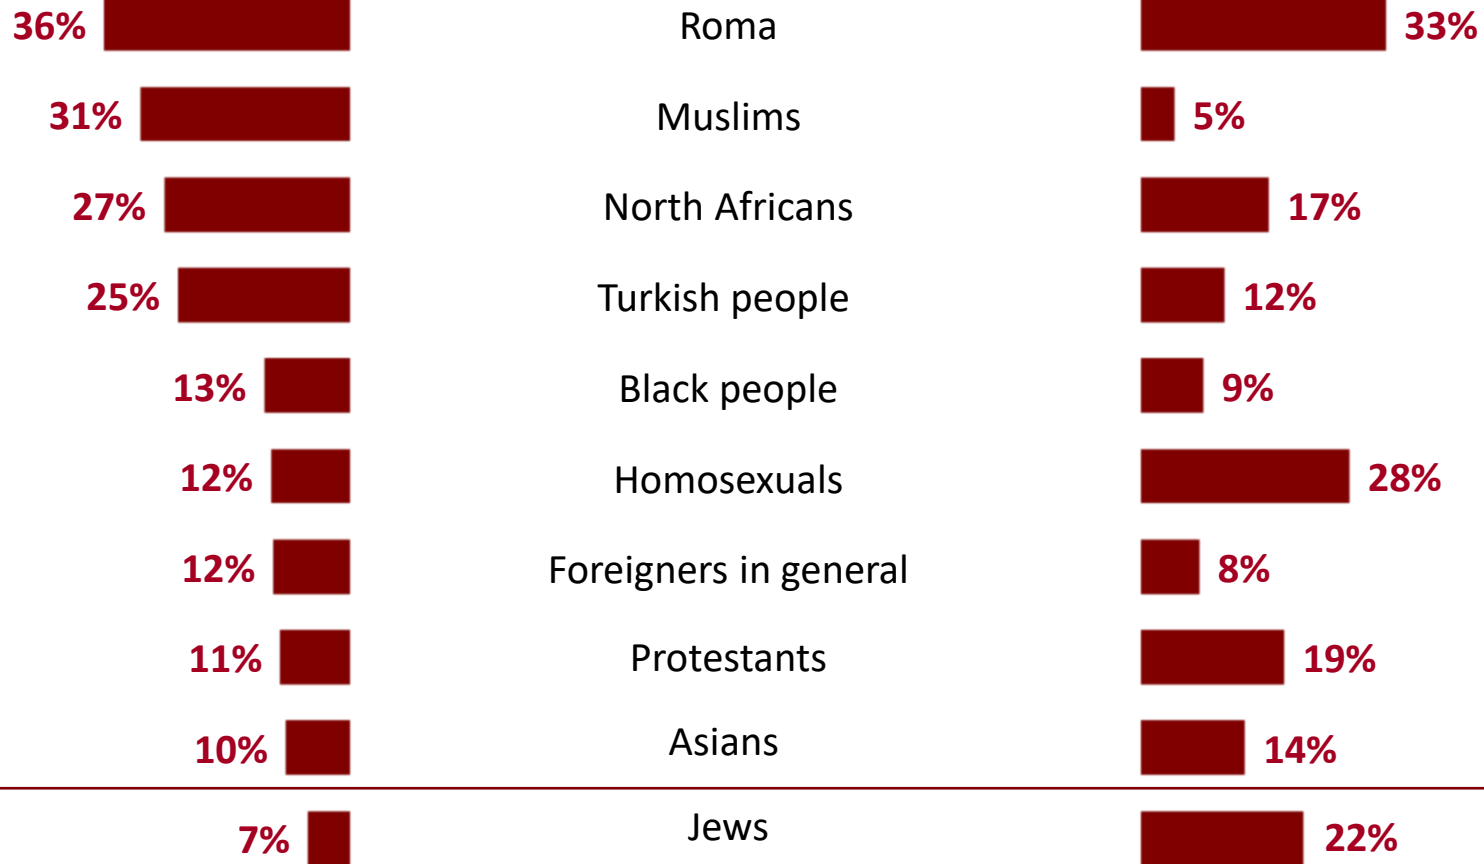 36% Roma 33%
31% Muslims 5%
27% North Africans 17%
25% Turkish people 12%
13% Black people 9%
12% Homosexuals 28%
12% Foreigners in general 8%
11% Protestants 19%
10% Asians 14%
7% Jews 22%